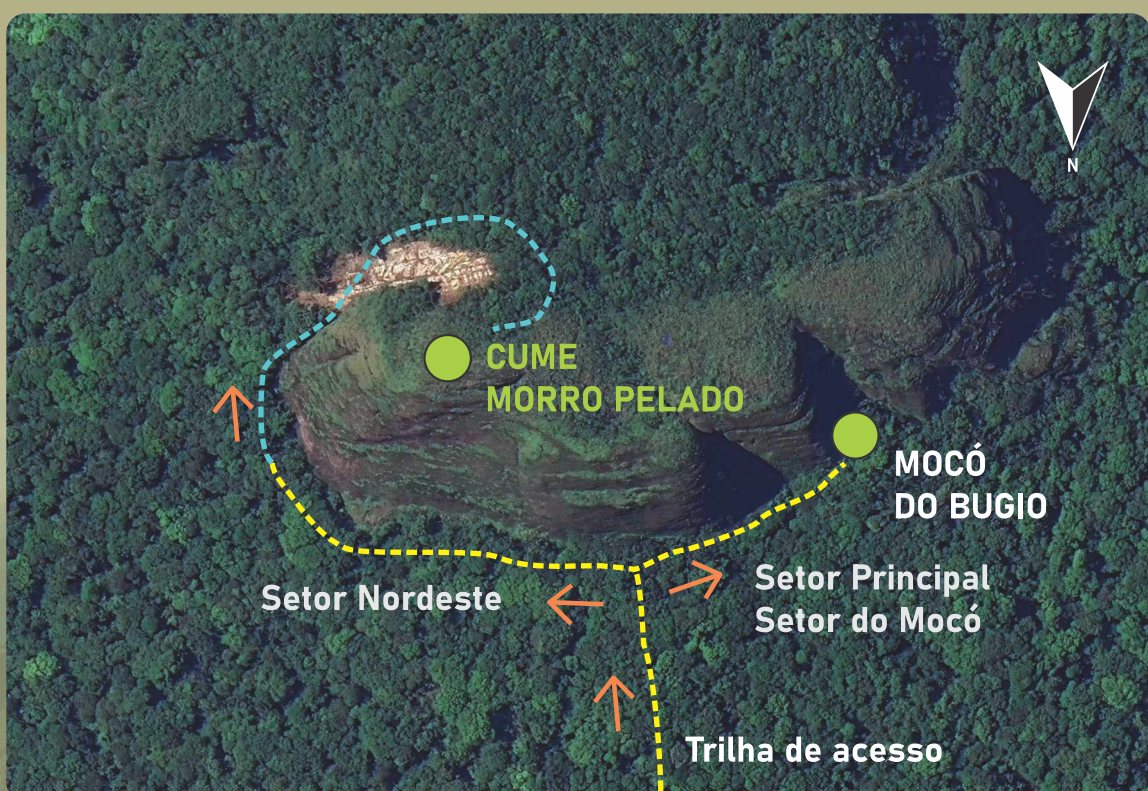 N
CUME
MORRO PELADO
MOCÓ
DO BUGIO
Setor Nordeste
Setor Principal
Setor do Mocó
Trilha de acesso